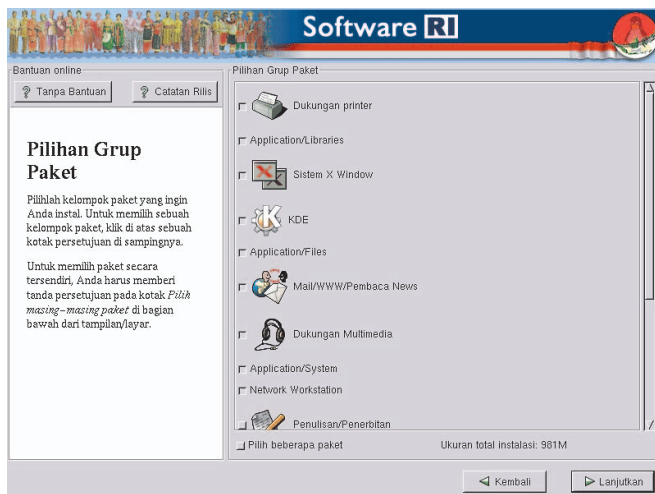 Software RI
Bantuan online
? Tanpa Bantuan
? Catatan Rilis
Pilihan Grup
Paket
Pilihlah kelompok paket yang ingin
Anda instal. Untuk memilih sebuah
kelompok paket, klik di atas sebuah
kotak persetujuan di sampingnya.
Untuk memilih paket secara
tersendiri, Anda harus memberi
tanda persetujuan pada kotak Pilih
masing-masing paket di bagian
bawah dari tampilan/layar.
Pilihan Grup Paket
Dukungan printer
Application/Libraries
Sistem X Window
KDE
Application/Files
Mail/WWW/Pembaca News
Dukungan Multimedia
Application/System
Network Workstation
Penulisan/Penerbitan
Pilih beberapa paket
Ukuran total instalasi: 981M
Kembali
Lanjutkan